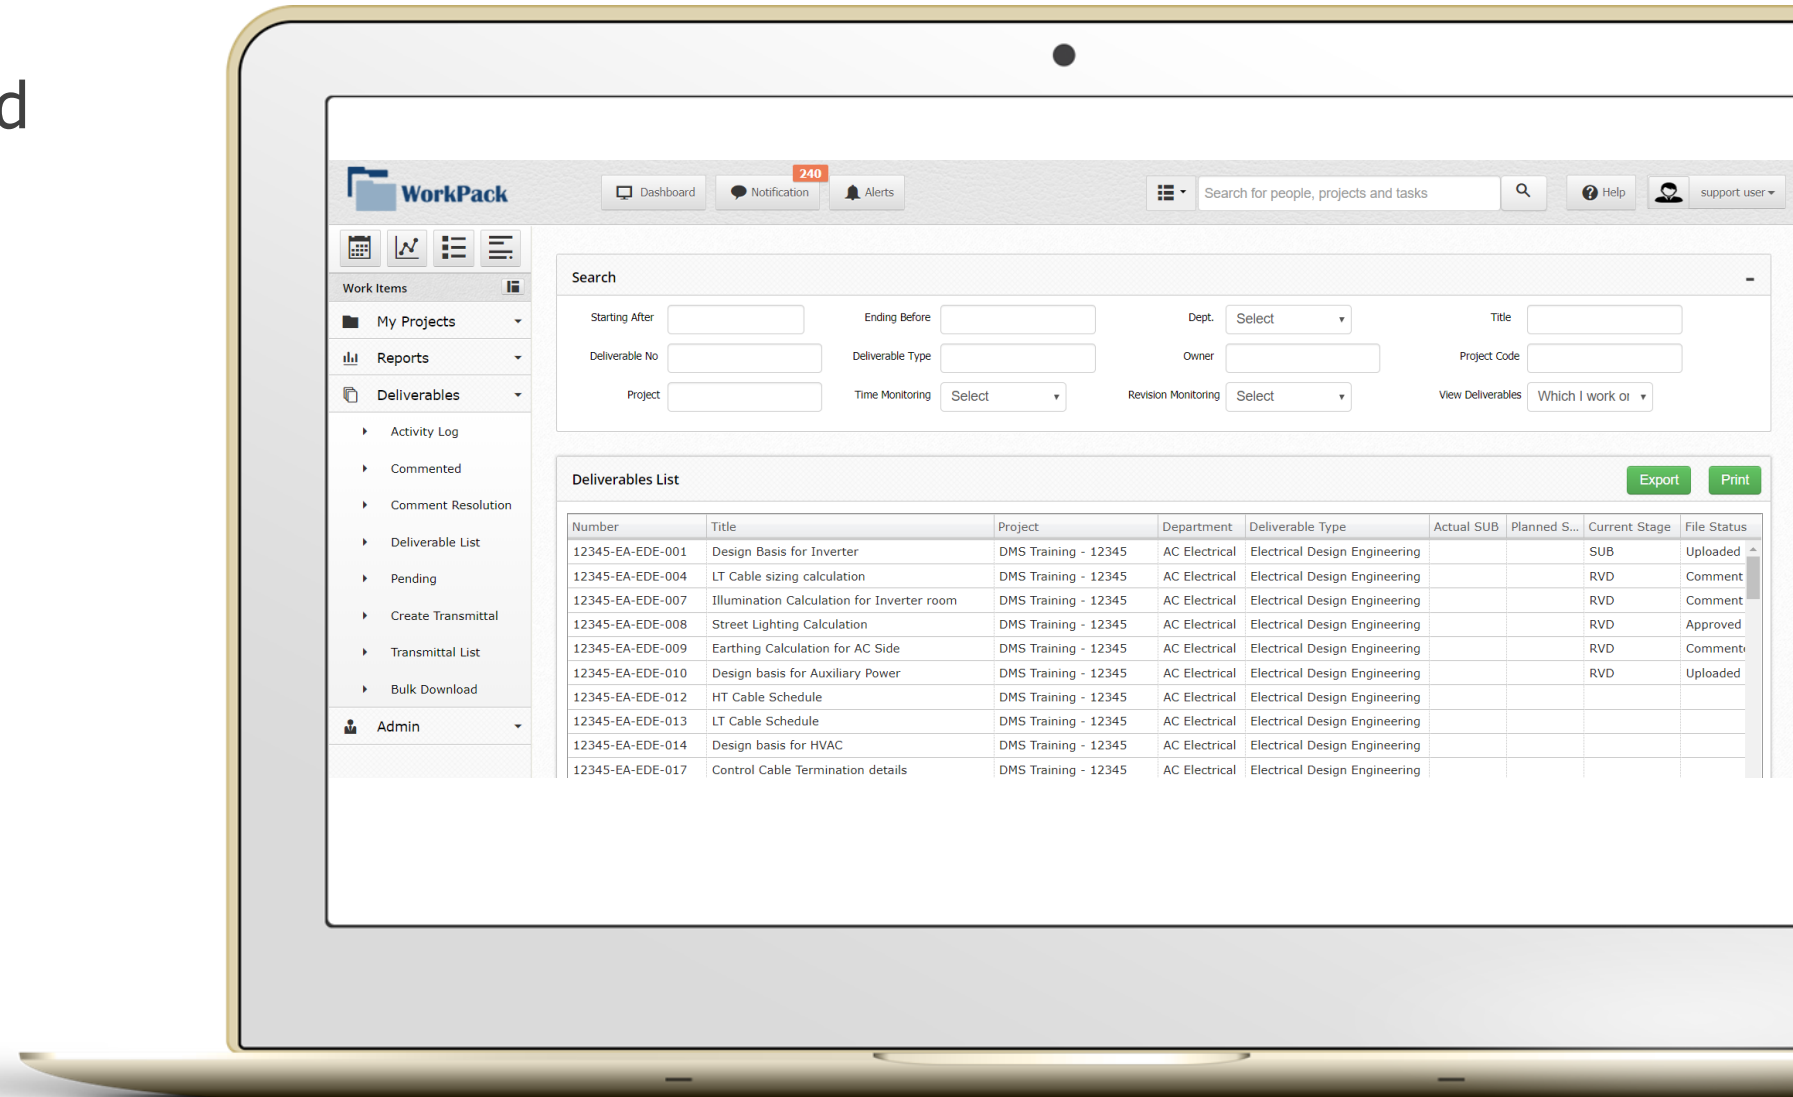 d
WorkPack
Dashboard
Notification
240
Alerts
Search for people, projects and tasks
Help
support user
Work Items
My Projects
Reports
Deliverables
Activity Log
Commented
Comment Resolution
Deliverable List
Pending
Create Transmittal
Transmittal List
Bulk Download
Admin
Search
Starting After Ending Before Dept. Select Title
Deliverable No Deliverable Type Owner Project Code
Project Time Monitoring Select Revision Monitoring Select View Deliverables Which I work or
Deliverables List Export Print
Number Title Project Department Deliverable Type Actual SUB Planned S... Current Stage File Status
12345-EA-EDE-001 Design Basis for Inverter DMS Training - 12345 AC Electrical Electrical Design Engineering SUB Uploaded
12345-EA-EDE-004 LT Cable sizing calculation DMS Training - 12345 AC Electrical Electrical Design Engineering RVD Comment
12345-EA-EDE-007 Illumination Calculation for Inverter room DMS Training - 12345 AC Electrical Electrical Design Engineering RVD Comment
12345-EA-EDE-008 Street Lighting Calculation DMS Training - 12345 AC Electrical Electrical Design Engineering RVD Approved
12345-EA-EDE-009 Earthing Calculation for AC Side DMS Training - 12345 AC Electrical Electrical Design Engineering RVD Comment
12345-EA-EDE-010 Design basis for Auxiliary Power DMS Training - 12345 AC Electrical Electrical Design Engineering RVD Uploaded
12345-EA-EDE-012 HT Cable Schedule DMS Training - 12345 AC Electrical Electrical Design Engineering
12345-EA-EDE-013 LT Cable Schedule DMS Training - 12345 AC Electrical Electrical Design Engineering
12345-EA-EDE-014 Design basis for HVAC DMS Training - 12345 AC Electrical Electrical Design Engineering
12345-EA-EDE-017 Control Cable Termination details DMS Training - 12345 AC Electrical Electrical Design Engineering